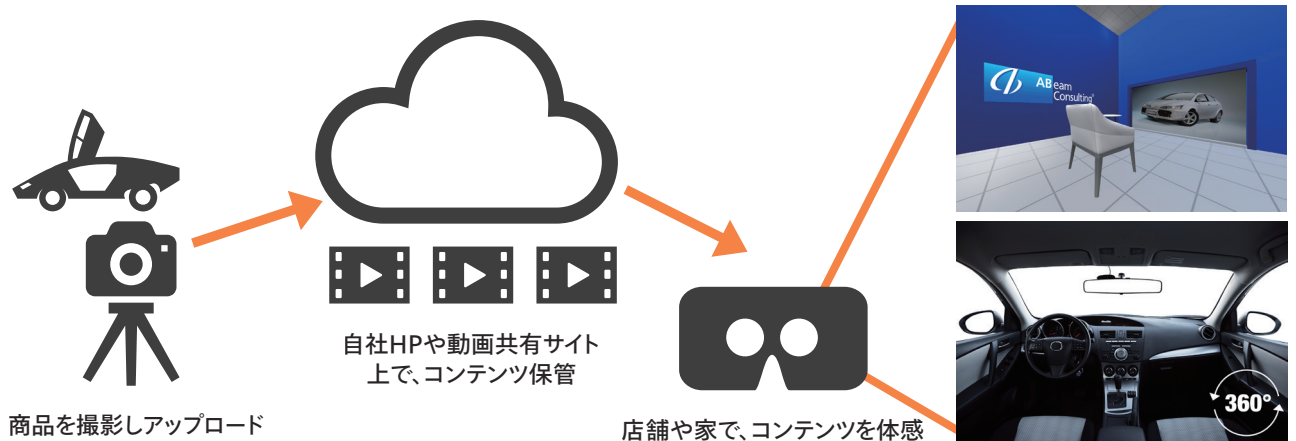 商品を撮影しアップロード
自社HPや動画共有サイト
上で、コンテンツ保管
店舗や家で、コンテンツを体感
ABeam
Consulting
360°